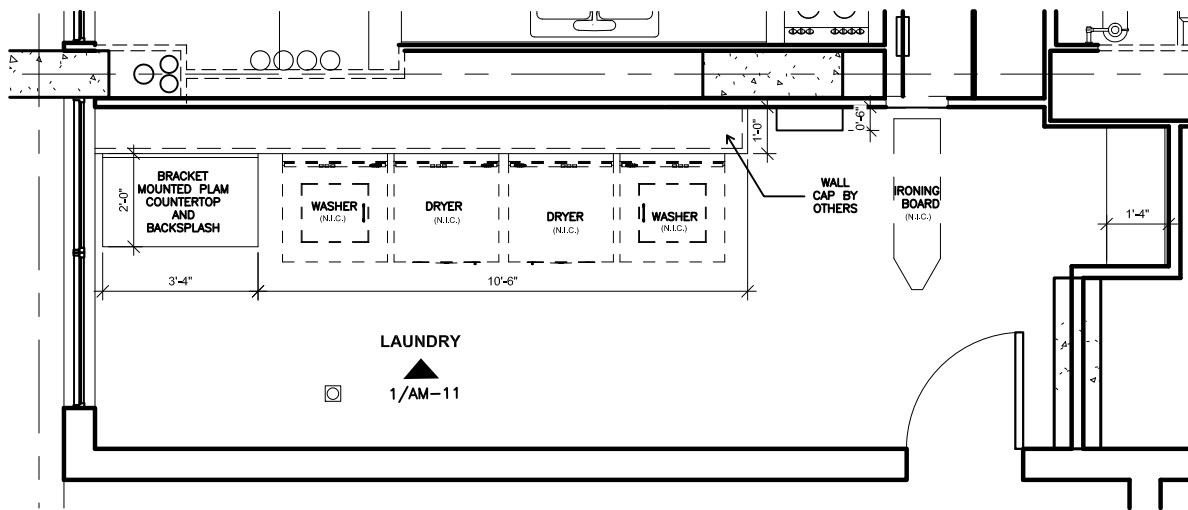 1'-0"
0'-6"
BRACKET
MOUNTED PLAM
COUNTERTOP
AND
BACKSPLASH
2'-0"
WASHER
(N.I.C.)
DRYER
(N.I.C.)
DRYER
(N.I.C.)
WASHER
(N.I.C.)
WALL
CAP BY
OTHERS
IRONING
BOARD
(N.I.C.)
1'-4"
3'-4"
10'-6"
LAUNDRY
1/AM-11